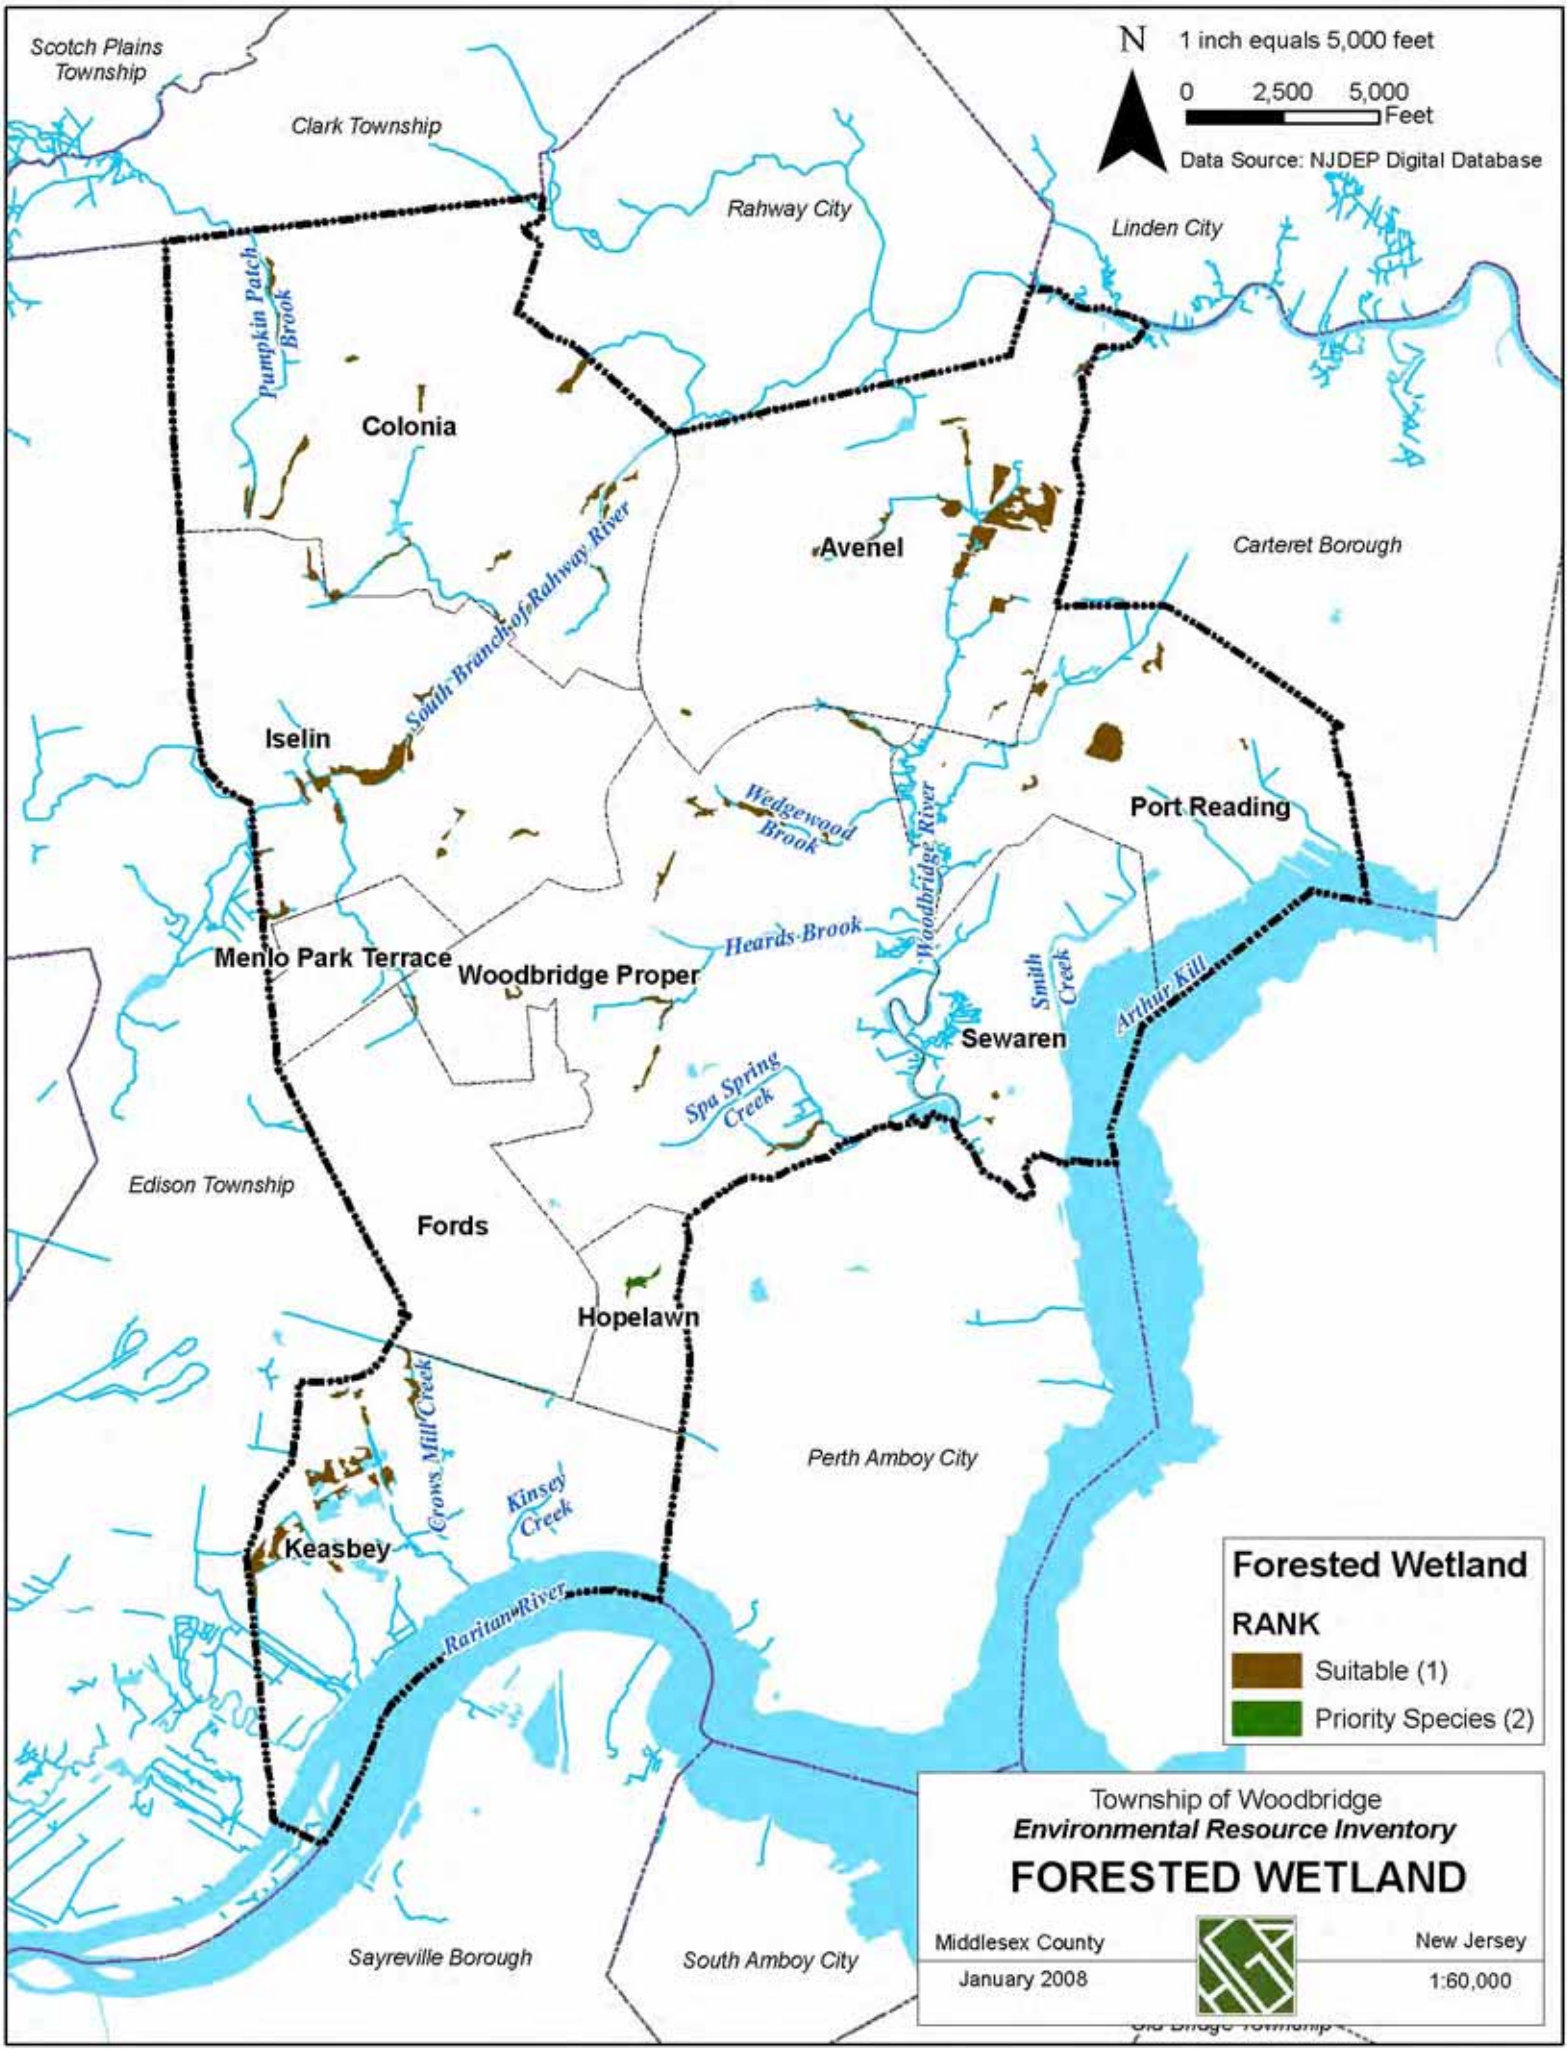 Scotch Plains
Township
Clark Township
N
1 inch equals 5,000 feet
0 2,500 5,000
Feet
Data Source: NJDEP Digital Database
Rahway City
Linden City
Pumpkin Patch
Brook
Colonia
South Branch of Rahway River
Avenel
Carteret Borough
Iselin
Wedgewood
Brook
Woodbridge River
Port Reading
Heards Brook
Menlo Park Terrace
Woodbridge Proper
Smith
Creek
Arthur Kill
Sewaren
Spa Spring
Creek
Edison Township
Fords
Hopelawn
Crows Mill Creek
Perth Amboy City
Kinsey
Creek
Keasbey
Raritan River
Forested Wetland
RANK
Suitable (1)
Priority Species (2)
Township of Woodbridge
Environmental Resource Inventory
FORESTED WETLAND
Middlesex County
New Jersey
January 2008
1:60,000
Sayreville Borough
South Amboy City
Old Bridge Township